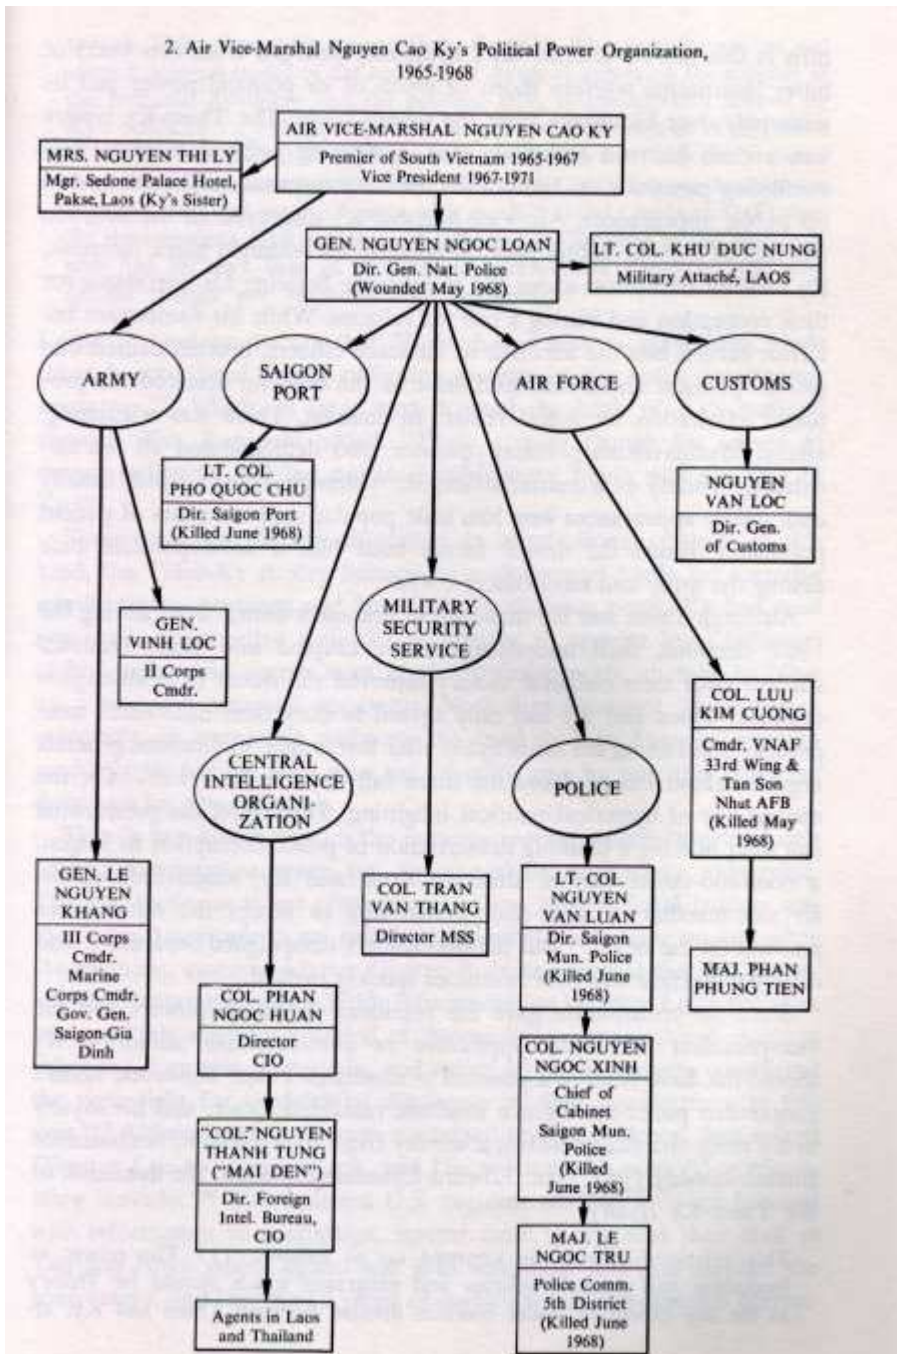 2. Air Vice-Marshal Nguyen Cao Ky's Political Power Organization,
1965-1968
AIR VICE-MARSHAL NGUYEN CAO KY
Premier of South Vietnam 1965-1967
Vice President 1967-1971
MRS. NGUYEN THI LY
Mgr. Sedone Palace Hotel,
Pakse, Laos (Ky's Sister)
GEN. NGUYEN NGOC LOAN
Dir. Gen. Nat. Police
(Wounded May 1968)
LT. COL. KHU DUC NUNG
Military Attaché, LAOS
ARMY
SAIGON
PORT
AIR FORCE
CUSTOMS
LT. COL.
PHO QUOC CHU
Dir. Saigon Port
(Killed June 1968)
NGUYEN
VAN LOC
Dir. Gen.
of Customs
GEN.
VINH LOC
II Corps
Cmdr.
MILITARY
SECURITY
SERVICE
COL. LUU
KIM CUONG
Cmdr. VNAF
33rd Wing &
Tan Son
Nhut AFB
(Killed May
1968)
CENTRAL
INTELLIGENCE
ORGANI-
ZATION
POLICE
GEN. LE
NGUYEN
KHANG
III Corps
Cmdr.
Marine
Corps Cmdr.
Gov. Gen.
Saigon-Gia
Dinh
COL. TRAN
VAN THANG
Director MSS
LT. COL.
NGUYEN
VAN LUAN
Dir. Saigon
Mun. Police
(Killed June
1968)
MAJ. PHAN
PHUNG TIEN
COL. PHAN
NGOC HUAN
Director
CIO
COL. NGUYEN
NGOC XINH
Chief of
Cabinet
Saigon Mun.
Police
(Killed
June 1968)
"COL." NGUYEN
THANH TUNG
("MAI DEN")
Dir. Foreign
Intel. Bureau,
CIO
MAJ. LE
NGOC TRU
Police Comm.
5th District
(Killed June
1968)
Agents in Laos
and Thailand